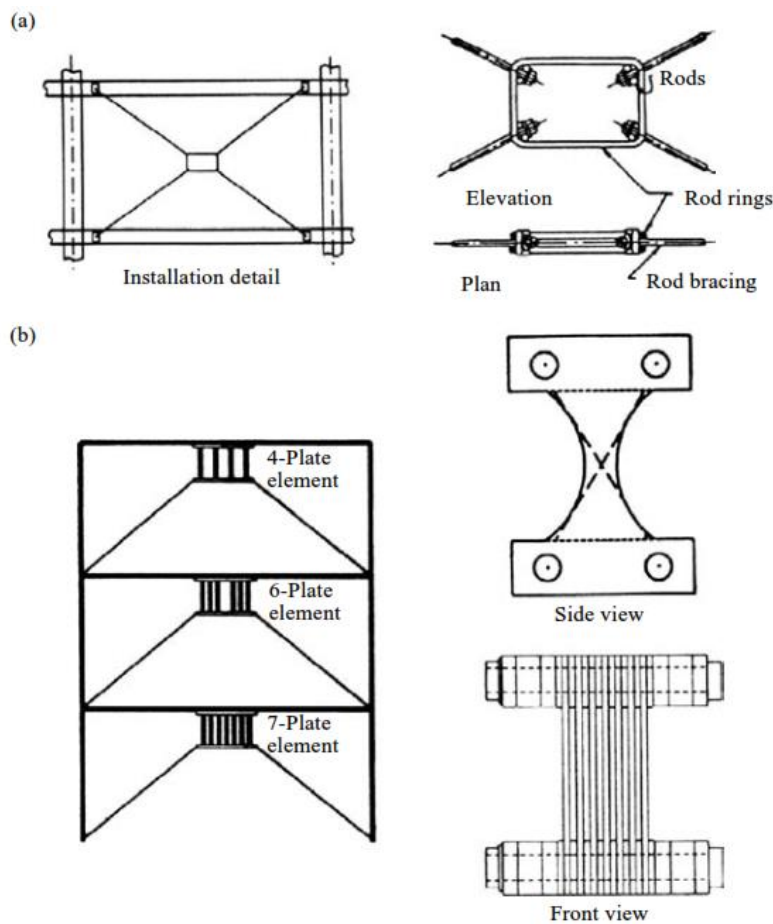 (a)
Rods
Elevation
Rod rings
Installation detail
Plan
Rod bracing
(b)
4-Plate
element
6-Plate
element
Side view
7-Plate
element
Front view